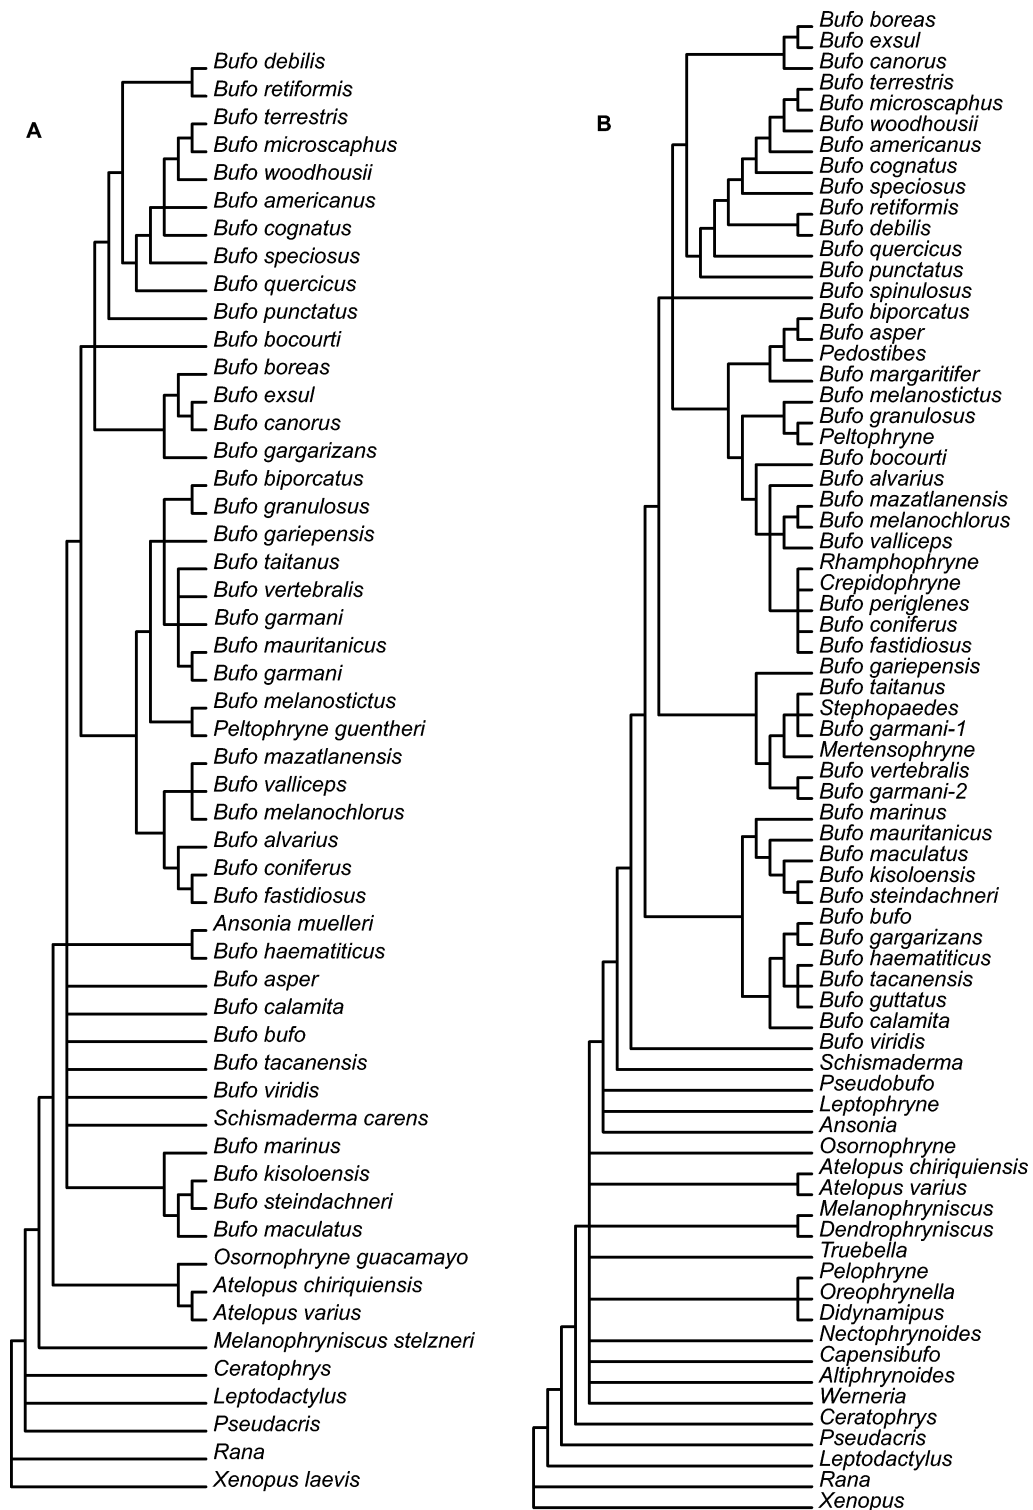 A
Bufo debilis
Bufo retiformis
Bufo terrestris
Bufo microscaphus
Bufo woodhousii
Bufo americanus
Bufo cognatus
Bufo speciosus
Bufo quercicus
Bufo punctatus
Bufo bocourti
Bufo boreas
Bufo exsul
Bufo canorus
Bufo gargarizans
Bufo biporcatus
Bufo granulosus
Bufo gariepensis
Bufo taitanus
Bufo vertebralis
Bufo garmani
Bufo mauritanicus
Bufo garmani
Bufo melanostictus
Peltophryne guentheri
Bufo mazatlanensis
Bufo valliceps
Bufo melanochlorus
Bufo alvarius
Bufo coniferus
Bufo fastidiosus
Ansonia muelleri
Bufo haematiticus
Bufo asper
Bufo calamita
Bufo bufo
Bufo tacanensis
Bufo viridis
Schismaderma carens
Bufo marinus
Bufo kisoloensis
Bufo steindachneri
Bufo maculatus
Osornophryne guacamayo
Atelopus chiriquiensis
Atelopus varius
Melanophryniscus stelzneri
Ceratophrys
Leptodactylus
Pseudacris
Rana
Xenopus laevis
B
Bufo boreas
Bufo exsul
Bufo canorus
Bufo terrestris
Bufo microscaphus
Bufo woodhousii
Bufo americanus
Bufo cognatus
Bufo speciosus
Bufo retiformis
Bufo debilis
Bufo quercicus
Bufo punctatus
Bufo spinulosus
Bufo biporcatus
Bufo asper
Pedostibes
Bufo margaritifer
Bufo melanostictus
Bufo granulosus
Peltophryne
Bufo bocourti
Bufo alvarius
Bufo mazatlanensis
Bufo melanochlorus
Bufo valliceps
Rhamphophryne
Crepidophryne
Bufo periglenes
Bufo coniferus
Bufo fastidiosus
Bufo gariepensis
Bufo taitanus
Stephopaedes
Bufo garmani-1
Mertensophryne
Bufo vertebralis
Bufo garmani-2
Bufo marinus
Bufo mauritanicus
Bufo maculatus
Bufo kisoloensis
Bufo steindachneri
Bufo bufo
Bufo gargarizans
Bufo haematiticus
Bufo tacanensis
Bufo guttatus
Bufo calamita
Bufo viridis
Schismaderma
Pseudobufo
Leptophryne
Ansonia
Osornophryne
Atelopus chiriquiensis
Atelopus varius
Melanophryniscus
Dendrophryniscus
Truebella
Pelophryne
Oreophrynella
Didynamipus
Nectophrynoides
Capensibufo
Altiphrynoides
Werneria
Ceratophrys
Pseudacris
Leptodactylus
Rana
Xenopus